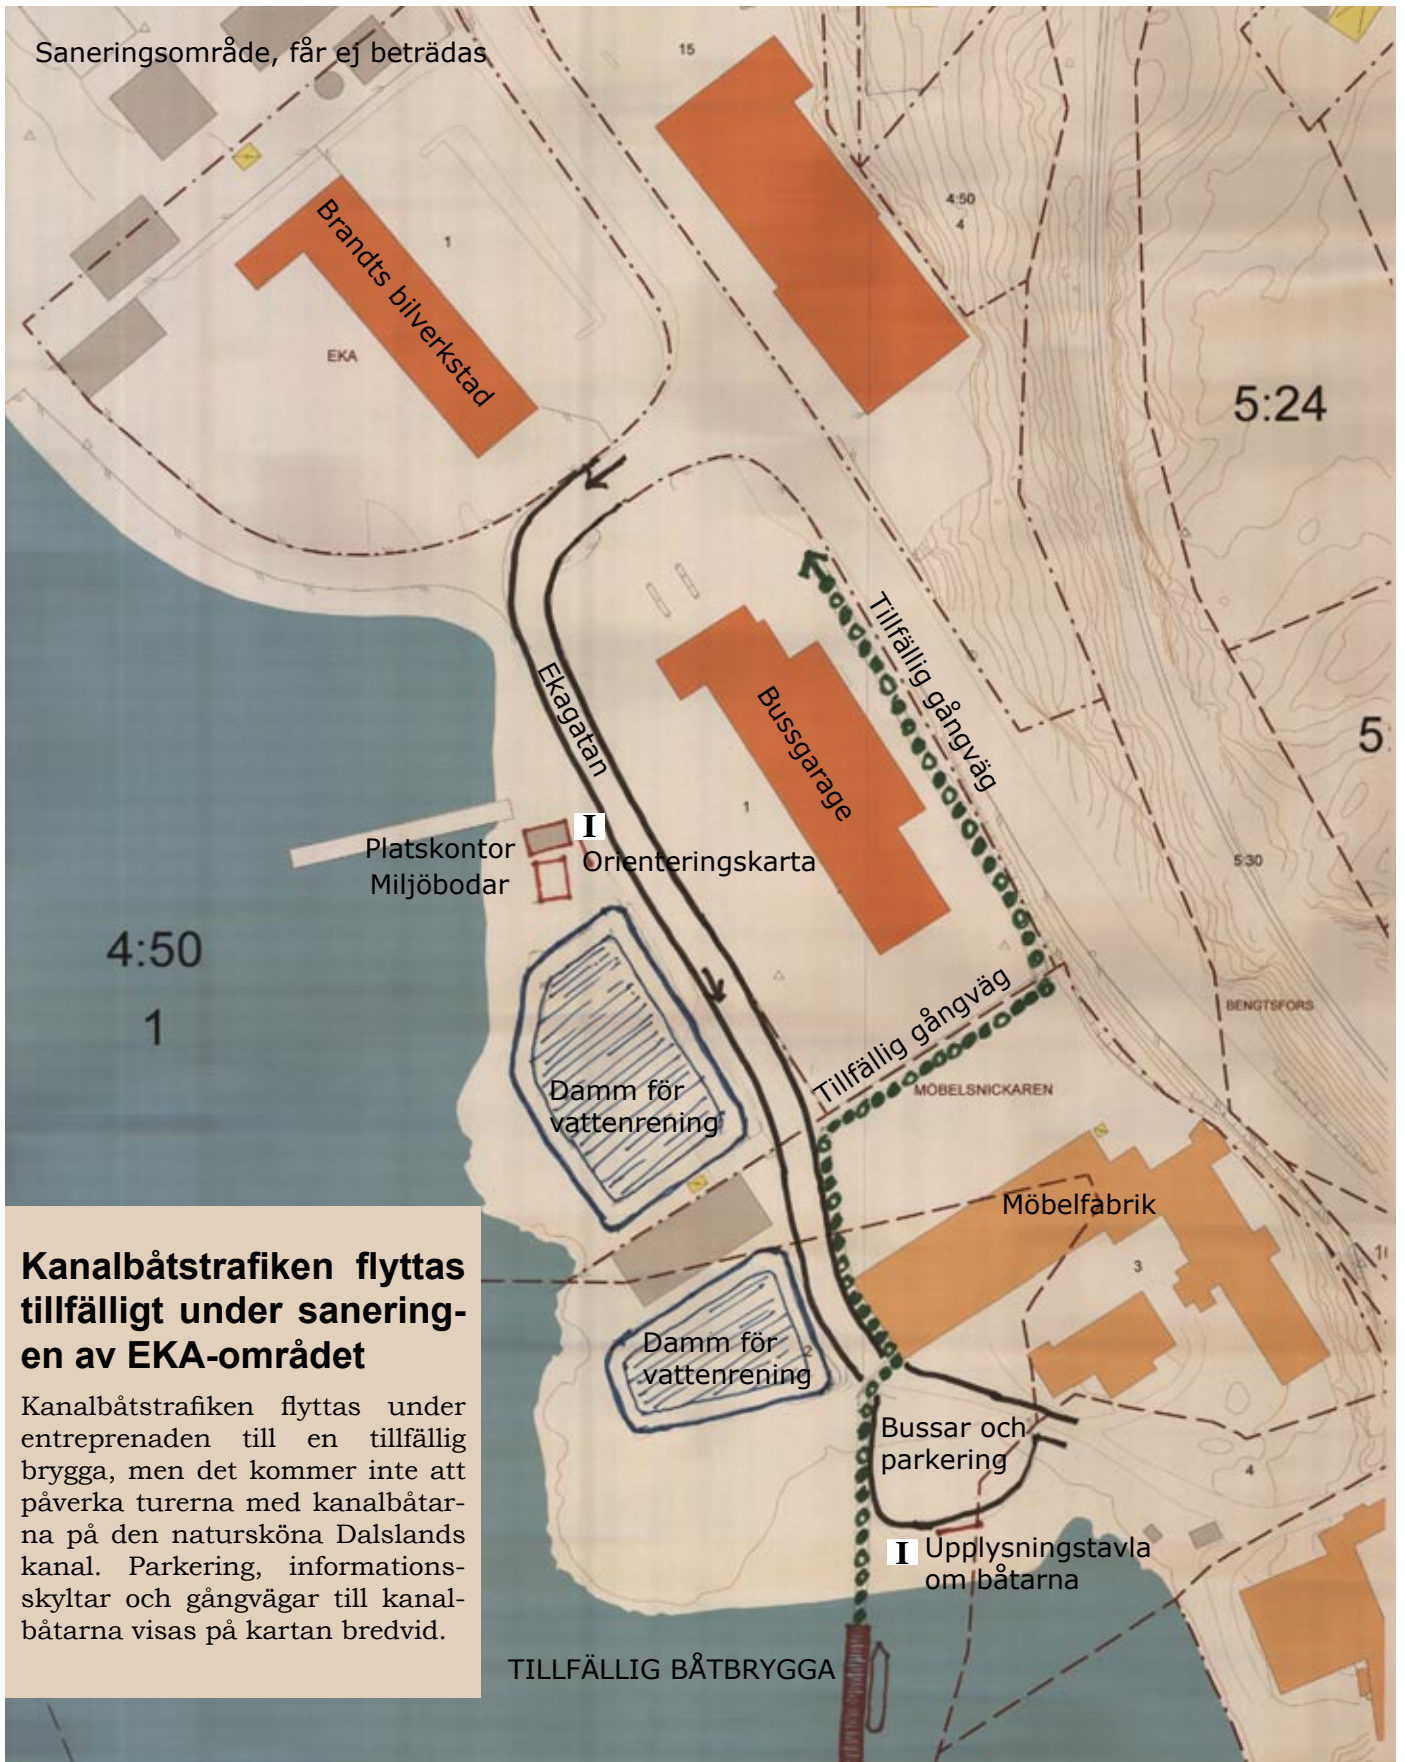 Saneringsområde, får ej beträdas
15
4:50
4
Brandts bilverkstad
1
EKA
5:24
Tillfällig gångväg
Ekagatan
Bussgarage
5
1
I
Platskontor
Orienteringskarta
Miljöbodar
5:30
4:50
1
Tillfällig gångväg
BENGTSFORS
MÖBELSNICKAREN
Damm för
vattenrening
Möbelfabrik
3
Damm för
vattenrening
2
Bussar och
parkering
4
I Upplysningstavla
om båtarna
TILLFÄLLIG BÅTBRYGGA
Kanalbåtstrafiken flyttas
tillfälligt under sanering-
en av EKA-området
Kanalbåtstrafiken flyttas under
entreprenaden till en tillfällig
brygga, men det kommer inte att
påverka turerna med kanalbåtar-
na på den natursköna Dalslands
kanal. Parkering, informations-
skyltar och gångvägar till kanal-
båtarna visas på kartan bredvid.